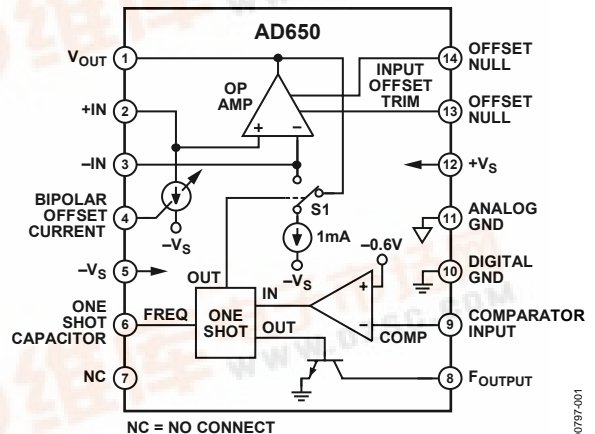 AD650
VOUT 1
+IN 2
–IN 3
BIPOLAR
OFFSET
CURRENT 4
–VS 5
ONE
SHOT
CAPACITOR 6
NC 7
14 OFFSET
NULL
13 OFFSET
NULL
12 +VS
11 ANALOG
GND
10 DIGITAL
GND
9 COMPARATOR
INPUT
8 FOUTPUT
OP
AMP
+ –
INPUT
OFFSET
TRIM
S1
1mA
–VS
–VS
–0.6V
+
–
COMP
OUT
IN
FREQ
ONE
SHOT
OUT
NC = NO CONNECT
00797-001